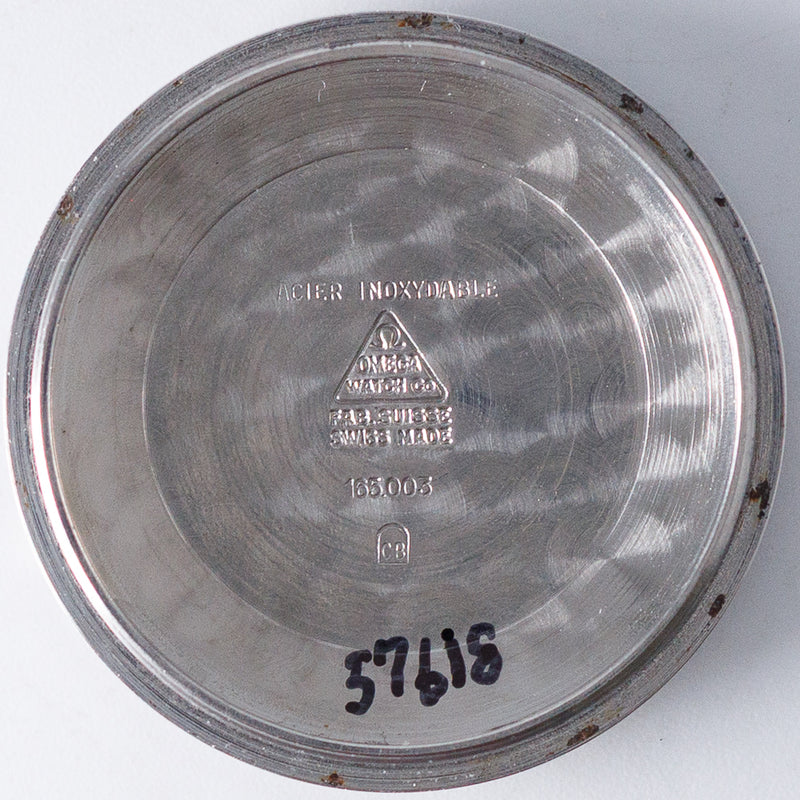 ACIER INOXYDABLE
Ω
OMEGA
WATCH Co
FAB. SUISSE
SWISS MADE
165.003
CB
57618